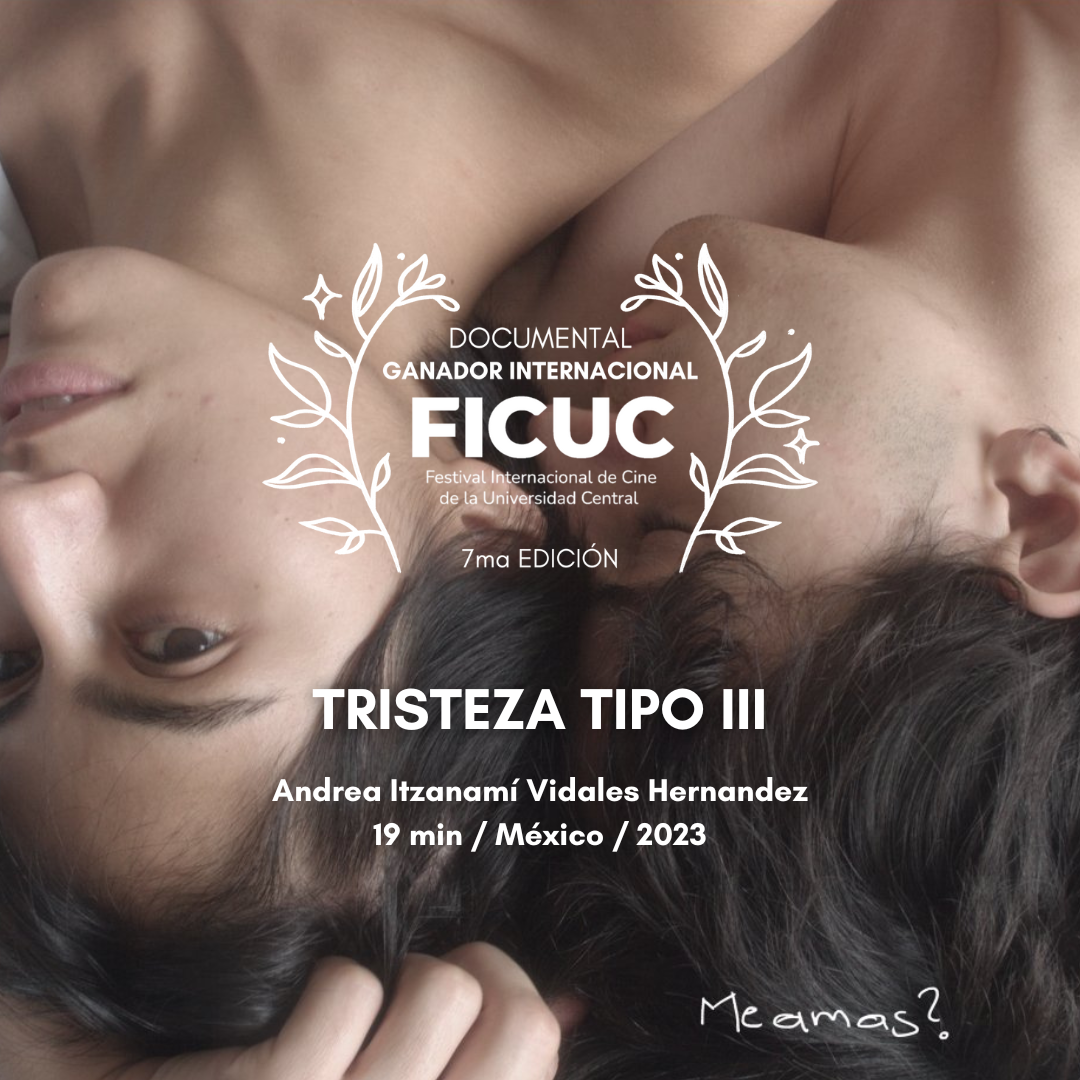 DOCUMENTAL
GANADOR INTERNACIONAL
FICUC
Festival Internacional de Cine
de la Universidad Central
7ma EDICIÓN
TRISTEZA TIPO III
Andrea Itzanamí Vidales Hernandez
19 min / México / 2023
Me amas?